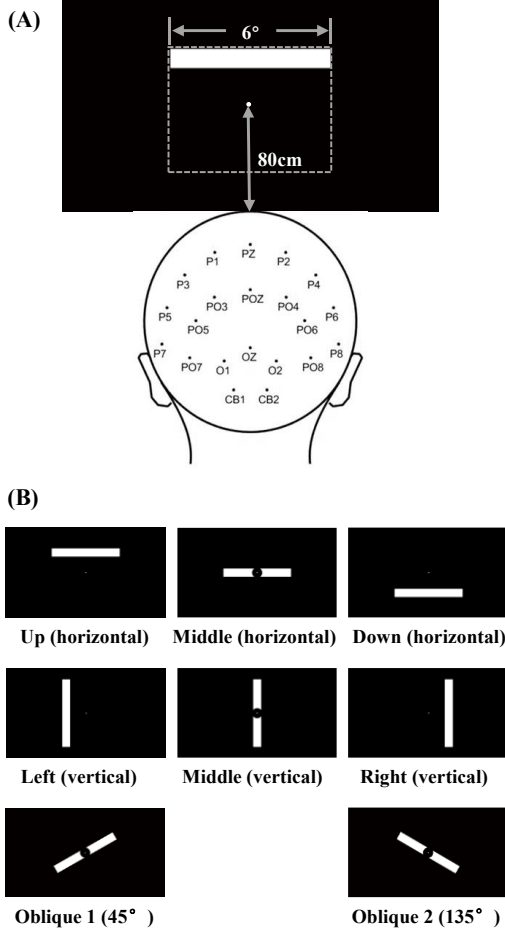 (A)
6°
80cm
PZ
P1 P2
P3 P4
PO3 POZ PO4
P5 P6
PO5 PO6
P7 P8
OZ
PO7 O1 O2 PO8
CB1 CB2
(B)
Up (horizontal) Middle (horizontal) Down (horizontal)
Left (vertical) Middle (vertical) Right (vertical)
Oblique 1 (45° ) Oblique 2 (135° )